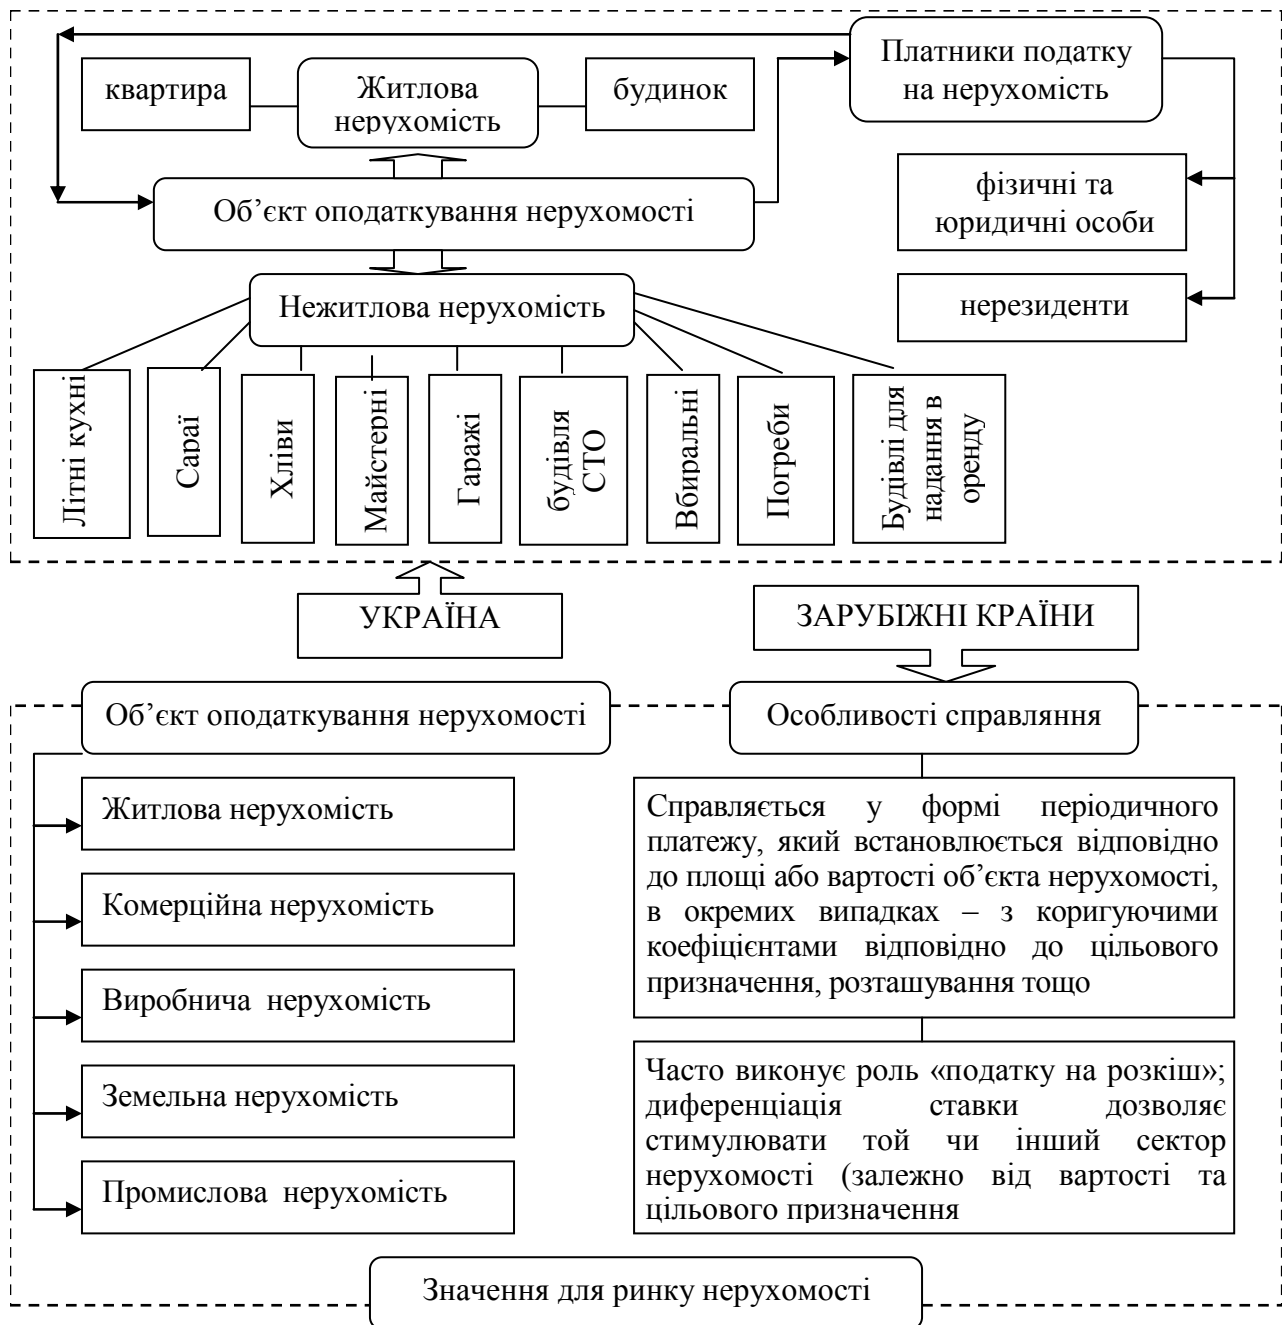 Платники податку
на нерухомість
квартира
Житлова
нерухомість
будинок
фізичні та
юридичні особи
Об’єкт оподаткування нерухомості
Нежитлова нерухомість
нерезиденти
Літні кухні
Сараї
Хліви
Майстерні
Гаражі
будівля
СТО
Вбиральні
Погреби
Будівлі для
надання в
оренду
УКРАЇНА
ЗАРУБІЖНІ КРАЇНИ
Об’єкт оподаткування нерухомості
Особливості справляння
Житлова нерухомість
Комерційна нерухомість
Виробнича нерухомість
Земельна нерухомість
Промислова нерухомість
Справляється у формі періодичного
платежу, який встановлюється відповідно
до площі або вартості об’єкта нерухомості,
в окремих випадках – з коригуючими
коефіцієнтами відповідно до цільового
призначення, розташування тощо
Часто виконує роль «податку на розкіш»;
диференціація ставки дозволяє
стимулювати той чи інший сектор
нерухомості (залежно від вартості та
цільового призначення
Значення для ринку нерухомості